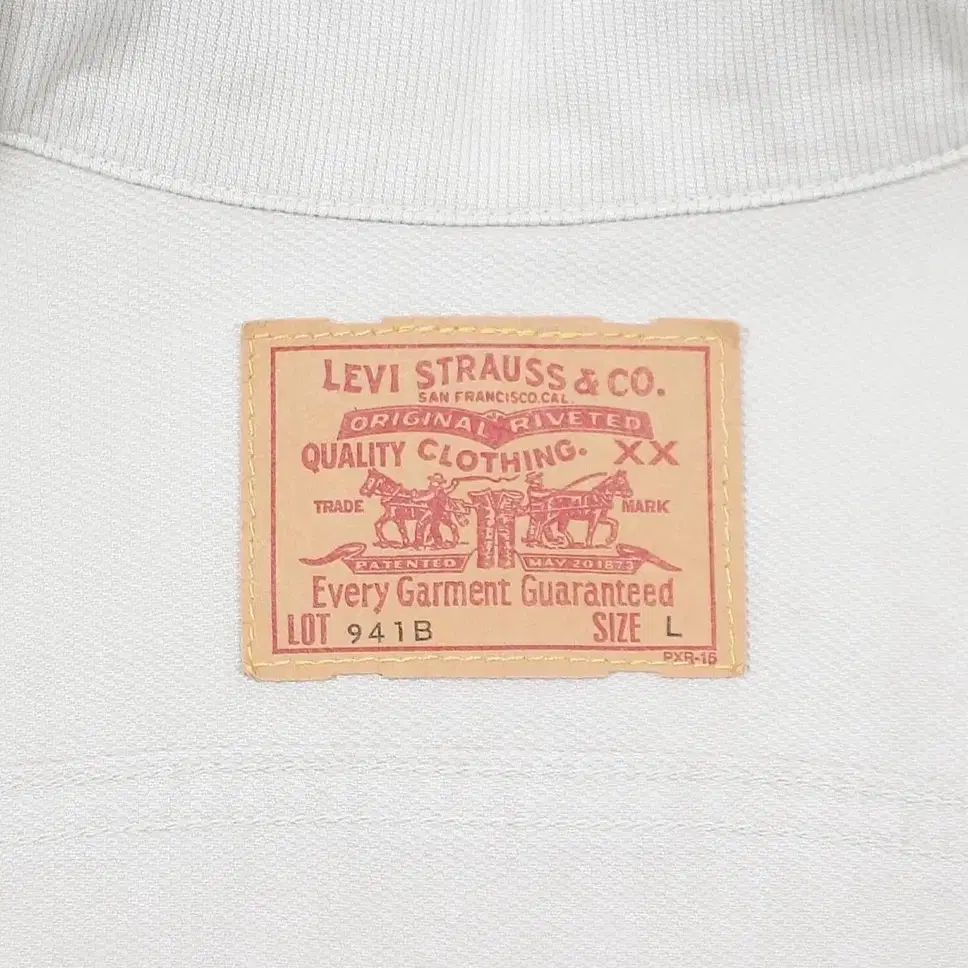 LEVI STRAUSS & CO.
SAN FRANCISCO, CAL.
ORIGINAL RIVETED
QUALITY CLOTHING. XX
TRADE MARK
PATENTED MAY 20 1873
Every Garment Guaranteed
LOT 941B SIZE L
PXR-15